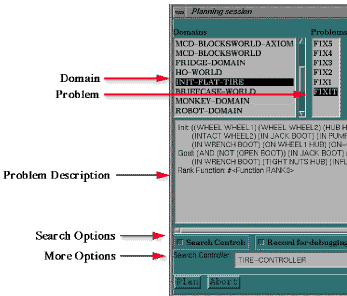 Planning session
Domains
Problems
MCD-BLOCKSWORLD-AXIOM
MCD-BLOCKSWORLD
FRIDGE-DOMAIN
HO-WORLD
INIT-FLAT-TIRE
BRIEFCASE-WORLD
MONKEY-DOMAIN
ROBOT-DOMAIN
FIX5
FIX4
FIX3
FIX2
FIX1
FIXIT
Domain
Problem
Init: ((WHEEL WHEEL1) (WHEEL WHEEL2) (HUB H
(INTACT WHEEL2) (IN JACK BOOT) (IN PUM
(IN WRENCH BOOT) (ON WHEEL1 HUB) (ON
Goal: (AND (NOT (OPEN BOOT)) (IN JACK BOOT) (
(IN WRENCH BOOT) (TIGHT NUTS HUB) (INFL
Rank Function: #<Function RANK3>
Problem Description
Search Options
Search Control:
Record for debugging
More Options
Search Controller:
TIRE-CONTROLLER
Plan
Abort